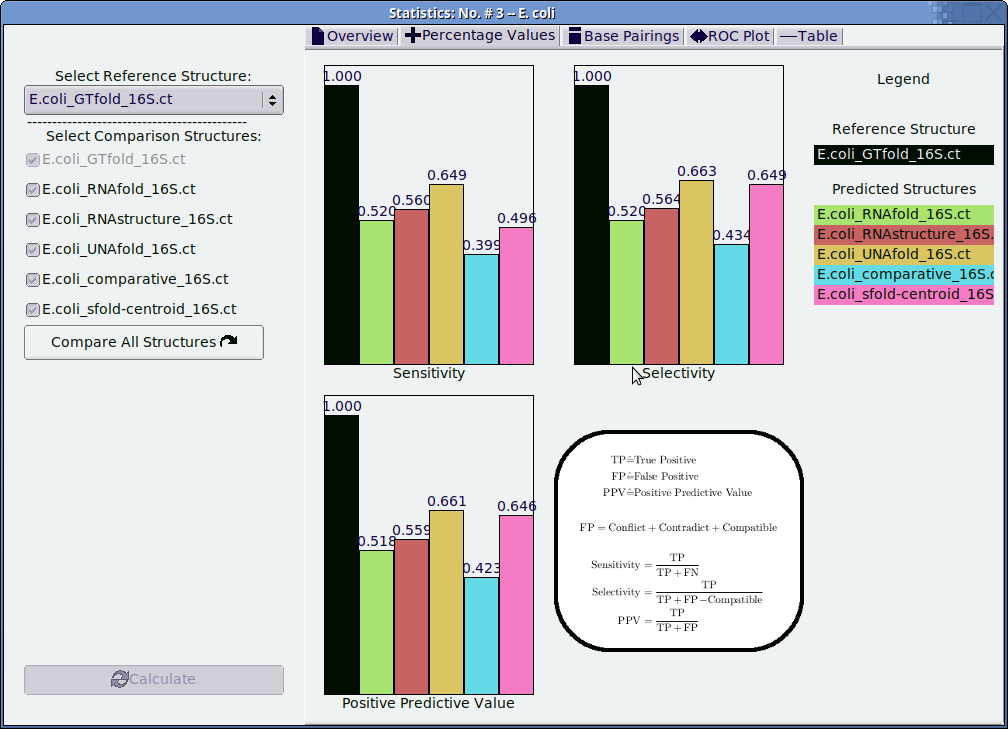 Statistics: No. # 3 -- E. coli
Overview
Percentage Values
Base Pairings
ROC Plot
Table
Select Reference Structure:
E.coli_GTfold_16S.ct
--------------------------------------------
Select Comparison Structures:
E.coli_GTfold_16S.ct
E.coli_RNAfold_16S.ct
E.coli_RNAstructure_16S.ct
E.coli_UNAfold_16S.ct
E.coli_comparative_16S.ct
E.coli_sfold-centroid_16S.ct
Compare All Structures
Calculate
1.000
0.520
0.560
0.649
0.399
0.496
Sensitivity
1.000
0.520
0.564
0.663
0.434
0.649
Selectivity
1.000
0.518
0.559
0.661
0.423
0.646
Positive Predictive Value
TP≙True Positive
FP≙False Positive
PPV≙Positive Predictive Value
FP = Conflict + Contradict + Compatible
Sensitivity = TP / TP + FN
Selectivity = TP / TP + FP − Compatible
PPV = TP / TP + FP
Legend
Reference Structure
E.coli_GTfold_16S.ct
Predicted Structures
E.coli_RNAfold_16S.ct
E.coli_RNAstructure_16S.
E.coli_UNAfold_16S.ct
E.coli_comparative_16S.c
E.coli_sfold-centroid_16S